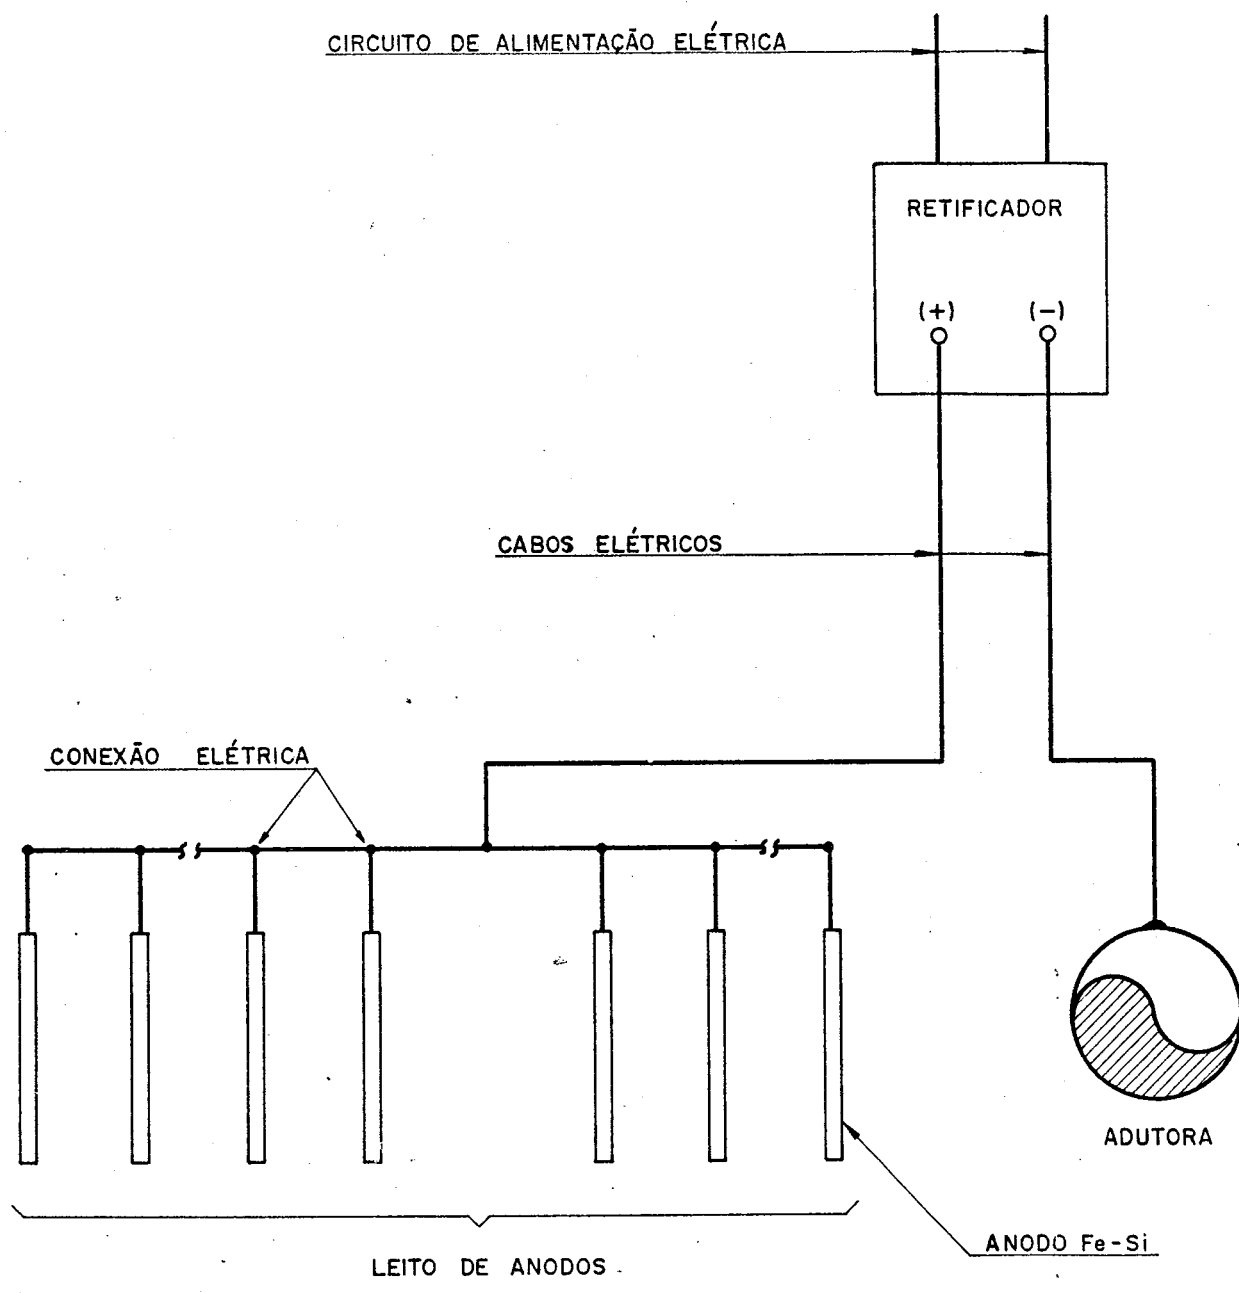 CIRCUITO DE ALIMENTAÇÃO ELÉTRICA
RETIFICADOR
(+) (-)
CABOS ELÉTRICOS
CONEXÃO ELÉTRICA
ADUTORA
ANODO Fe-Si
LEITO DE ANODOS